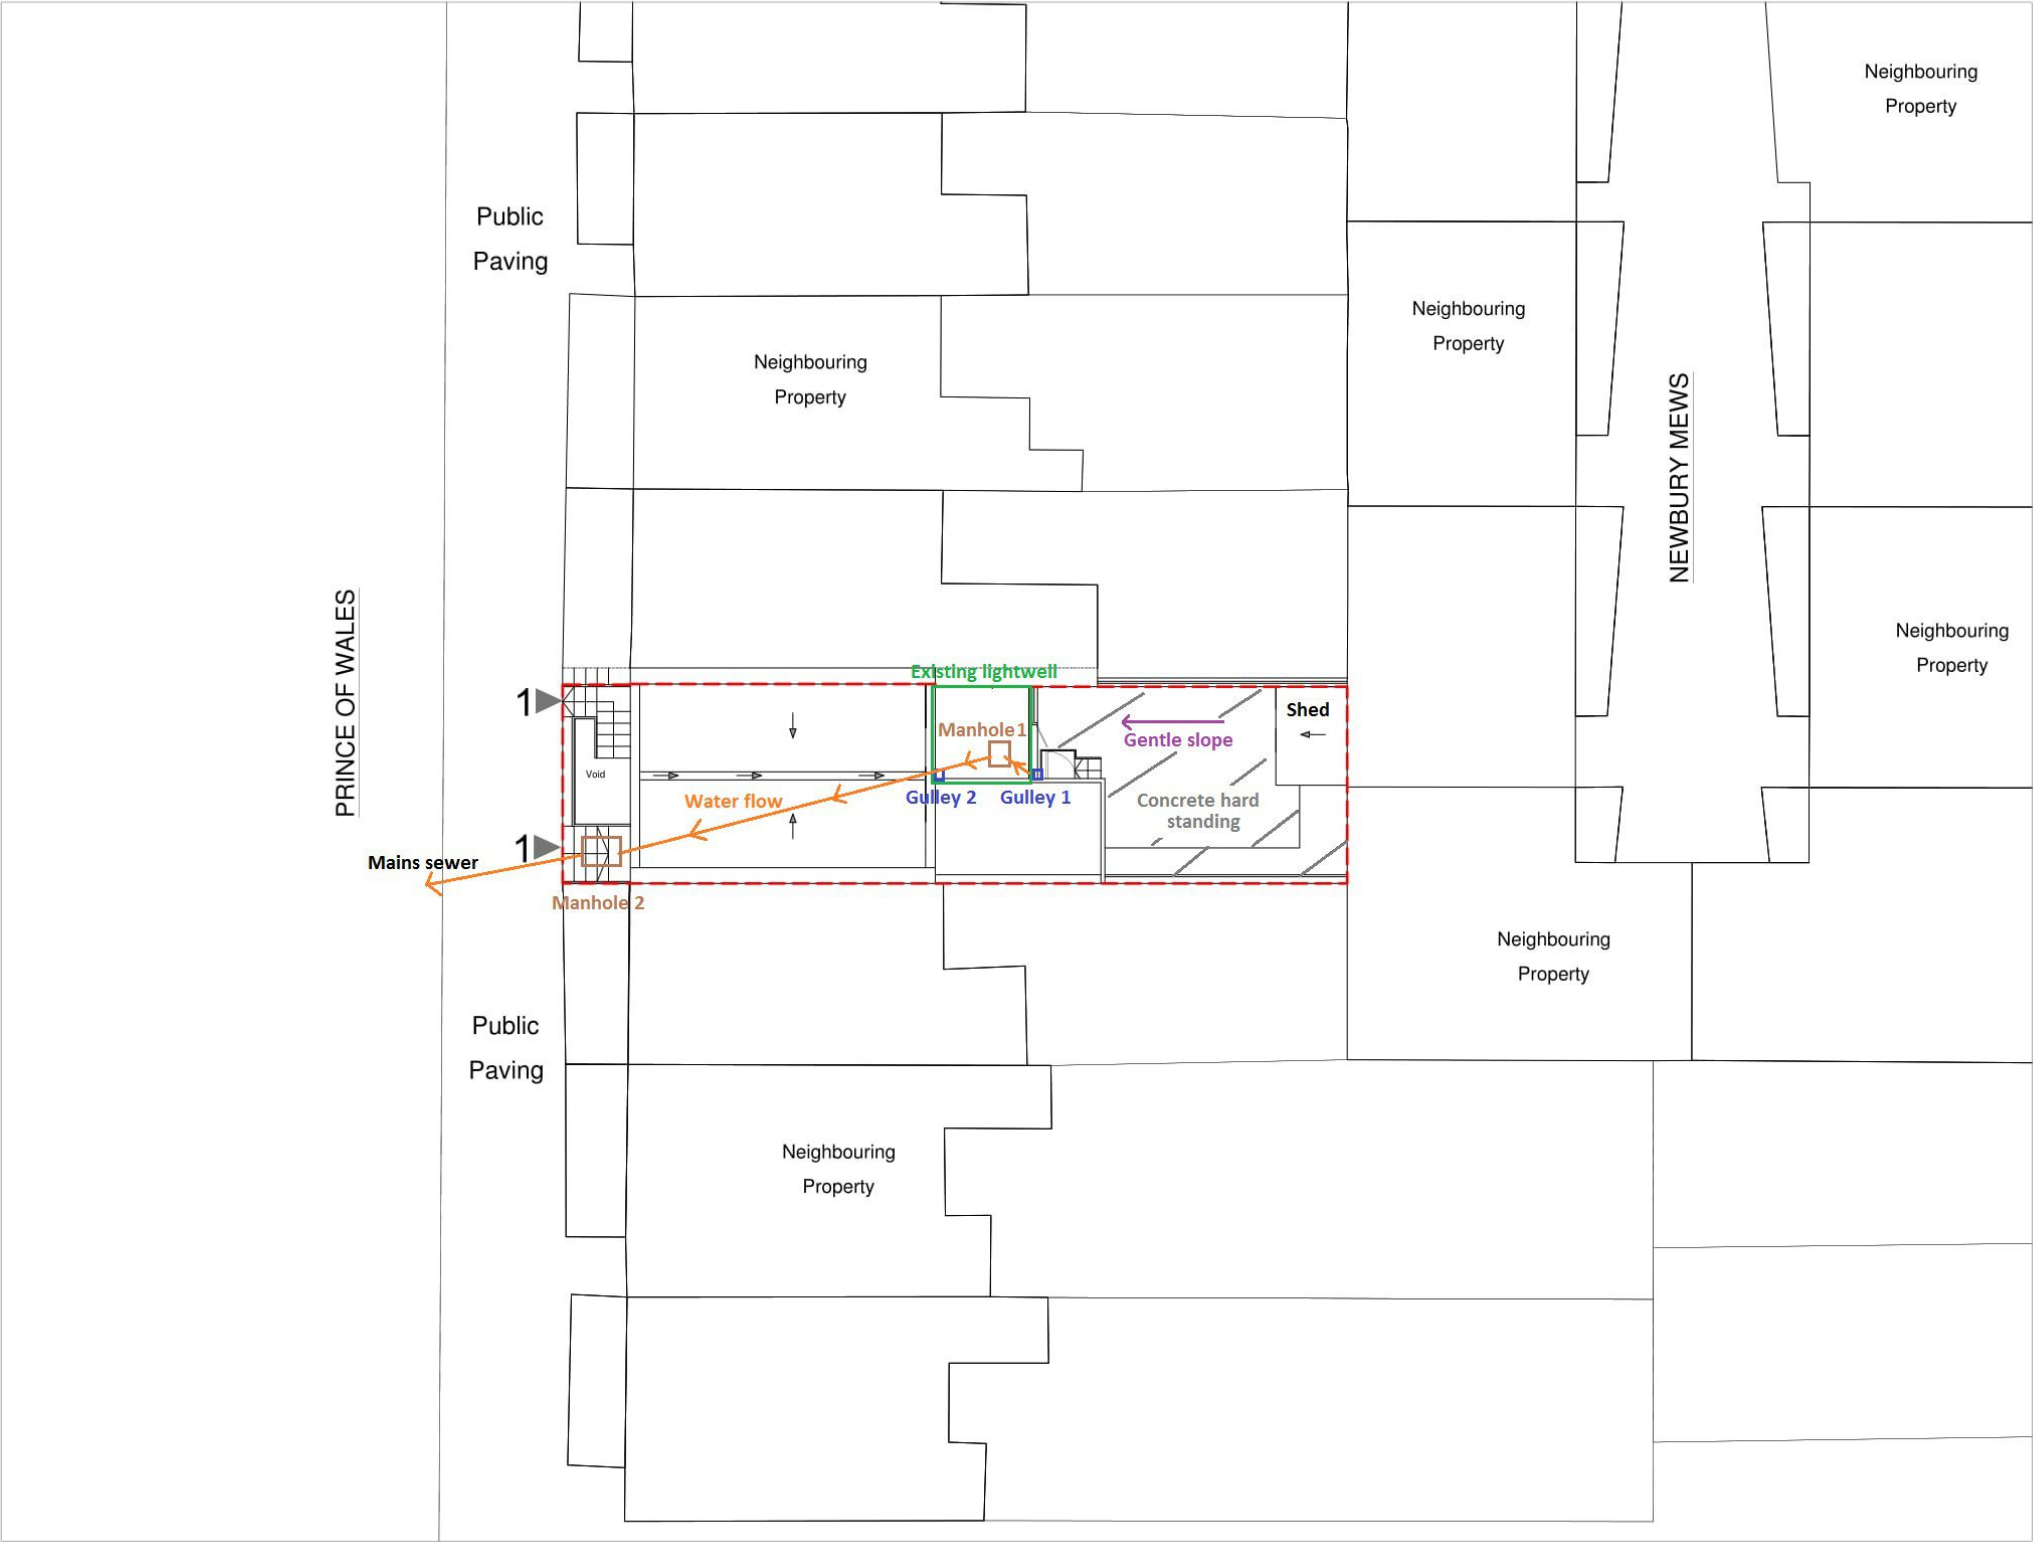 Neighbouring
Property
Public
Paving
Neighbouring
Property
Neighbouring
Property
NEWBURY MEWS
PRINCE OF WALES
Neighbouring
Property
Existing lightwell
1
Manhole 1
Gentle slope
Shed
Void
Water flow
Gulley 2
Gulley 1
Concrete hard
standing
1
Mains sewer
Manhole 2
Neighbouring
Property
Public
Paving
Neighbouring
Property